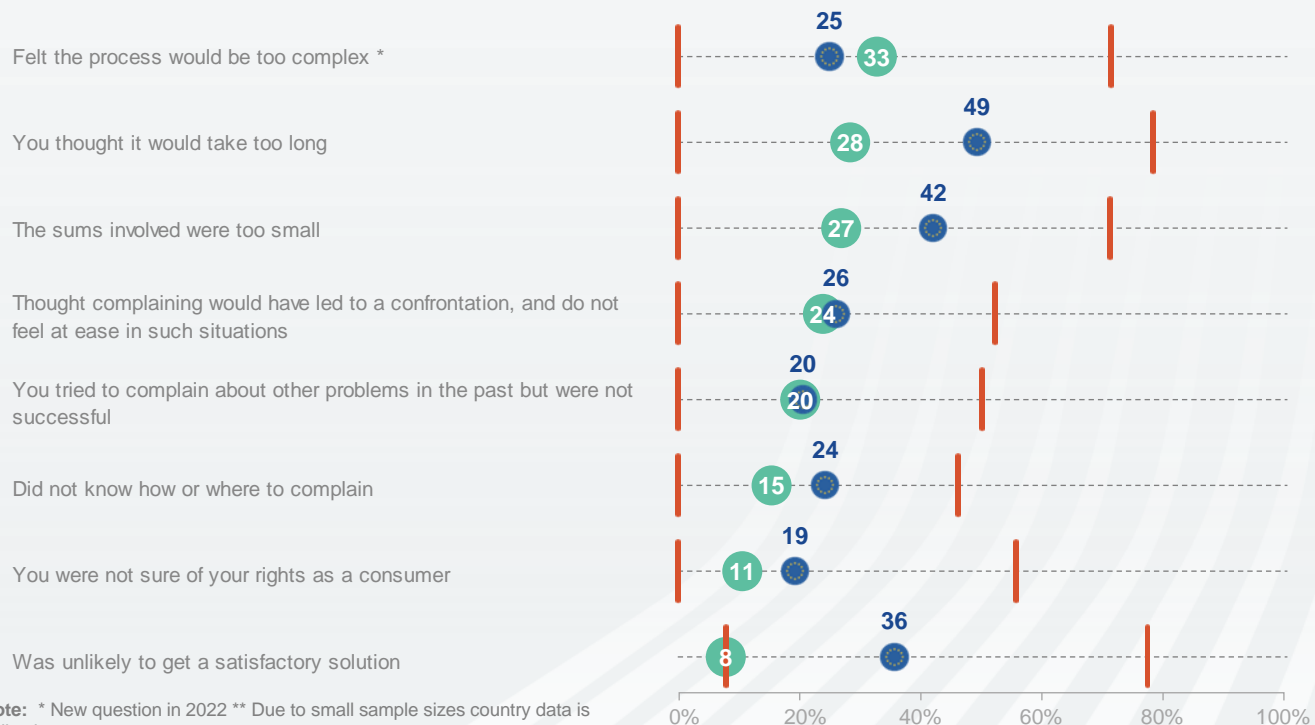 25
Felt the process would be too complex *
33
49
You thought it would take too long
28
42
The sums involved were too small
27
26
Thought complaining would have led to a confrontation, and do not
feel at ease in such situations
24
20
You tried to complain about other problems in the past but were not
successful
20
24
Did not know how or where to complain
15
19
You were not sure of your rights as a consumer
11
36
Was unlikely to get a satisfactory solution
8
* New question in 2022 ** Due to small sample sizes country data is
0% 20% 40% 60% 80% 100%